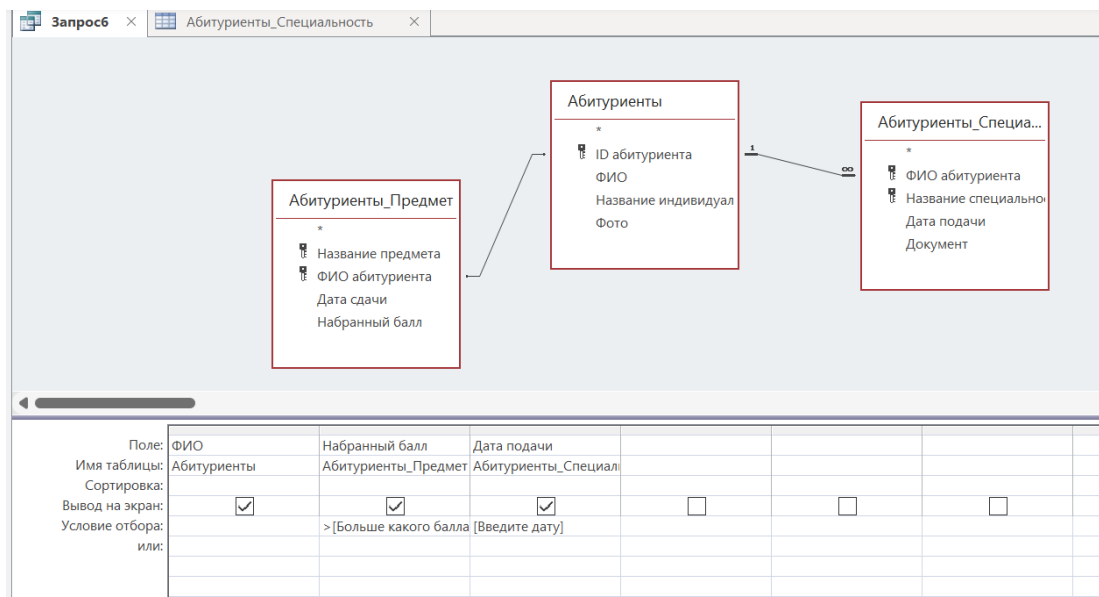 Запрос6 Абитуриенты_Специальность
Абитуриенты
*
ID абитуриента
ФИО
Название индивидуал
Фото
1
∞
Абитуриенты_Специа...
*
ФИО абитуриента
Название специально
Дата подачи
Документ
Абитуриенты_Предмет
*
Название предмета
ФИО абитуриента
Дата сдачи
Набранный балл
Поле: ФИО Набранный балл Дата подачи
Имя таблицы: Абитуриенты Абитуриенты_Предмет Абитуриенты_Специал
Сортировка:
Вывод на экран:
Условие отбора: >[Больше какого балла [Введите дату]
или: